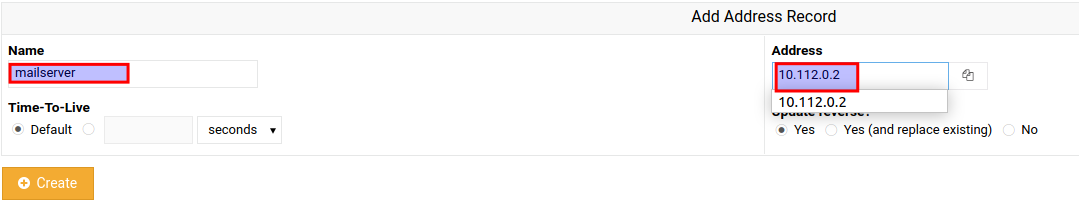 Add Address Record
Name
mailserver
Address
10.112.0.2
10.112.0.2
Time-To-Live
Default
seconds
Update reverse?
Yes
Yes (and replace existing)
No
Create